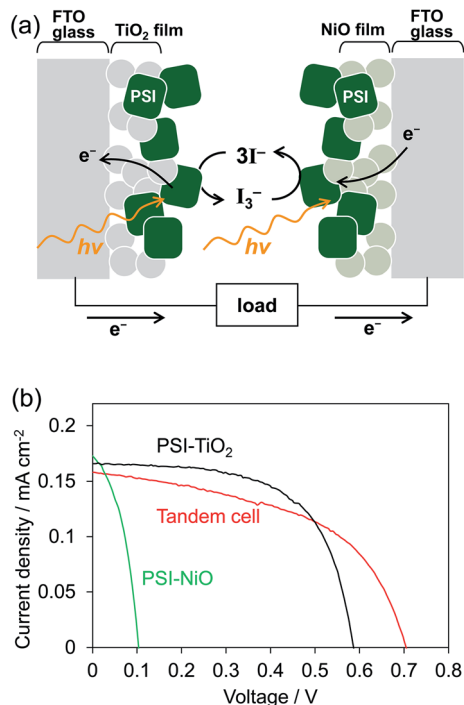 (a)
FTO glass
TiO₂ film
NiO film
FTO glass
PSI
PSI
e⁻
e⁻
3I⁻
I₃⁻
hν
hν
load
e⁻
e⁻
(b)
Current density / mA cm⁻²
0.2
0.15
0.1
0.05
0
PSI-TiO₂
Tandem cell
PSI-NiO
0 0.1 0.2 0.3 0.4 0.5 0.6 0.7 0.8
Voltage / V